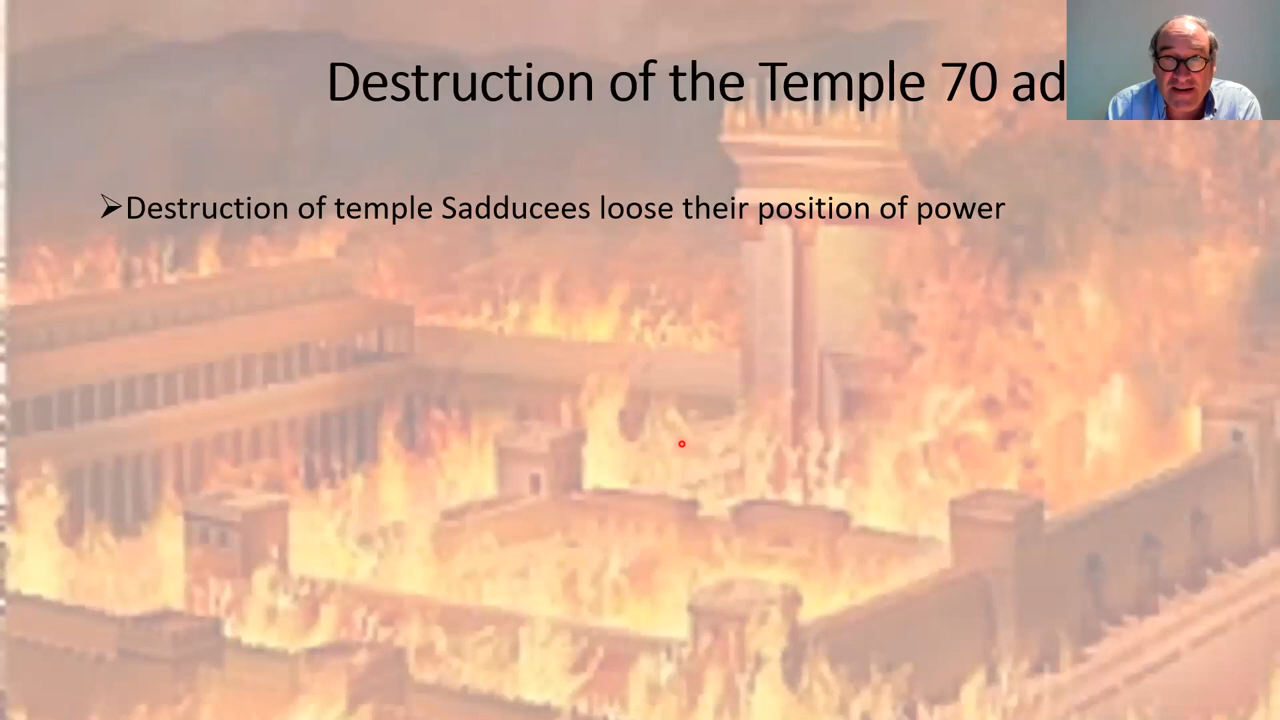 Destruction of the Temple 70 ad
Destruction of temple Sadducees loose their position of power